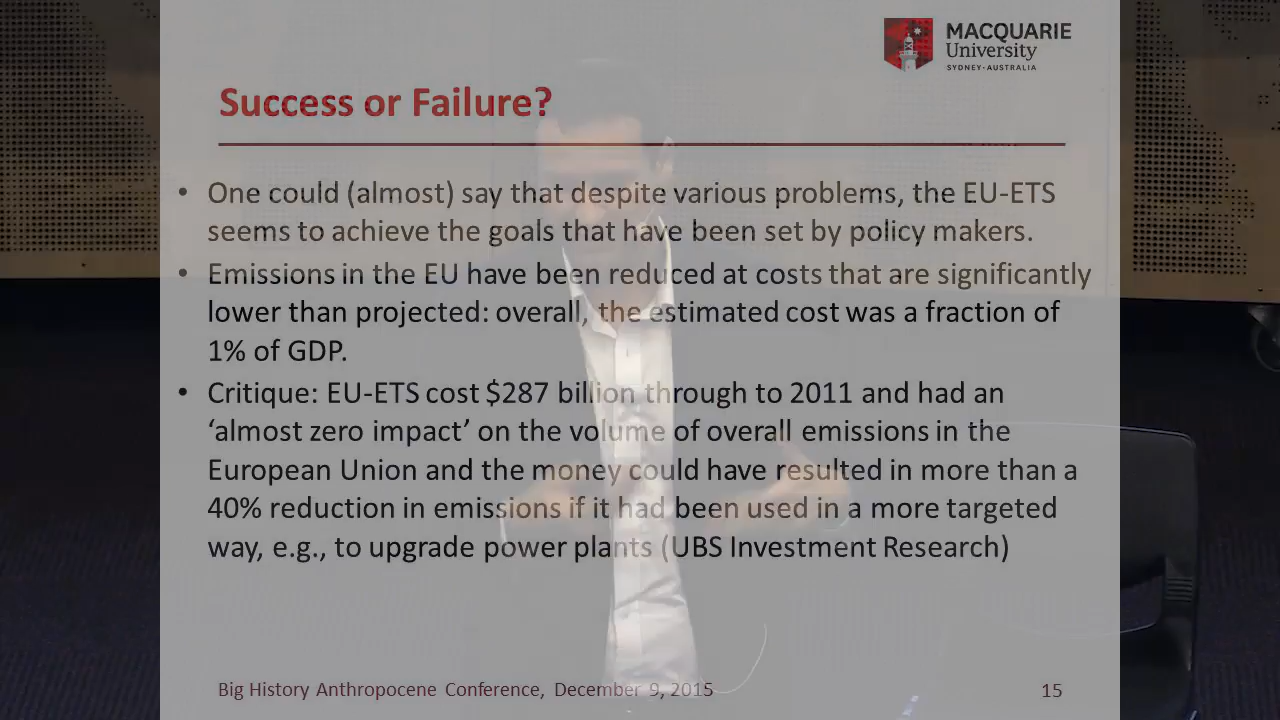 MACQUARIE
University
SYDNEY·AUSTRALIA
Success or Failure?
• One could (almost) say that despite various problems, the EU-ETS
seems to achieve the goals that have been set by policy makers.
• Emissions in the EU have been reduced at costs that are significantly
lower than projected: overall, the estimated cost was a fraction of
1% of GDP.
• Critique: EU-ETS cost $287 billion through to 2011 and had an
‘almost zero impact’ on the volume of overall emissions in the
European Union and the money could have resulted in more than a
40% reduction in emissions if it had been used in a more targeted
way, e.g., to upgrade power plants (UBS Investment Research)
Big History Anthropocene Conference, December 9, 2015
15